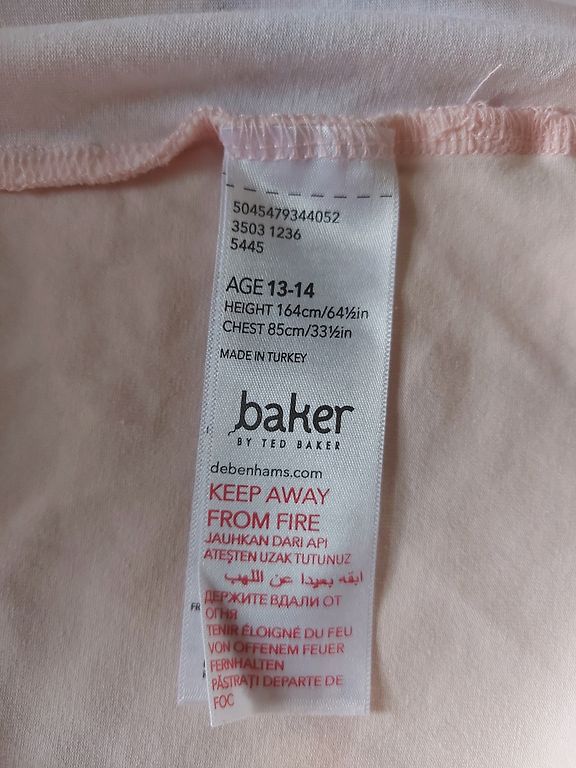 5045479344052
3503 1236
5445
AGE 13-14
HEIGHT 164cm/64½in
CHEST 85cm/33½in
MADE IN TURKEY
baker
BY TED BAKER
debenhams.com
KEEP AWAY
FROM FIRE
JAUHKAN DARI API
ATEŞTEN UZAK TUTUNUZ
ابقه بعيدا عن اللهب
ДЕРЖИТЕ ВДАЛИ ОТ
ОГНЯ
TENIR ÉLOIGNÉ DU FEU
VON OFFENEM FEUER
FERNHALTEN
PĂSTRAȚI DEPARTE DE
FOC
FR